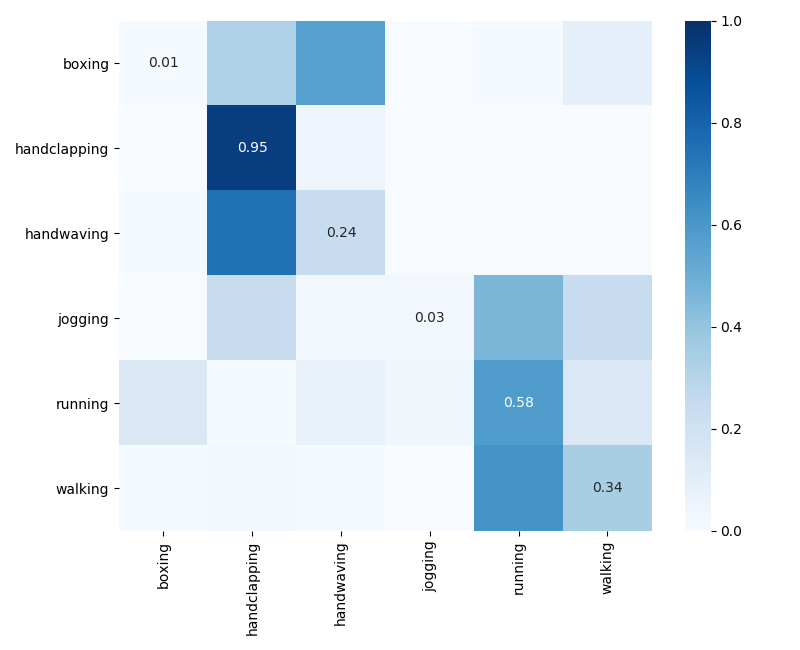 1.0
boxing 0.01
0.8
handclapping 0.95
0.6
handwaving 0.24
0.4
jogging 0.03
0.2
running 0.58
walking 0.34
0.0
boxing handclapping handwaving jogging running walking